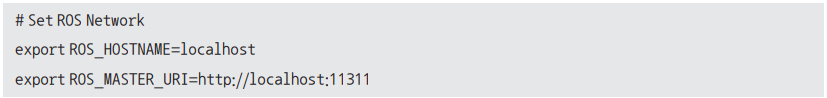 # Set ROS Network
export ROS_HOSTNAME=localhost
export ROS_MASTER_URI=http://localhost:11311